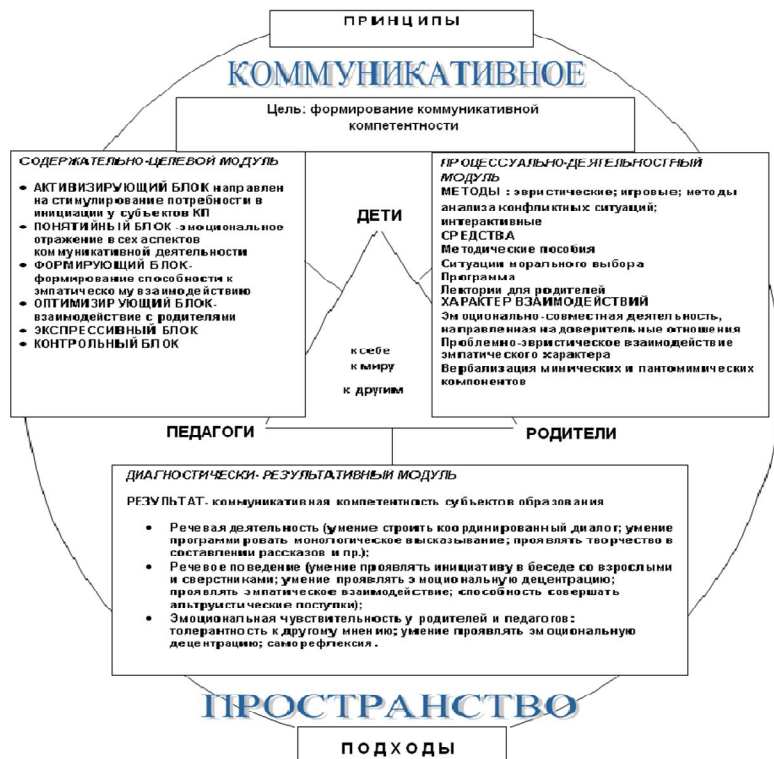 ПРИНЦИПЫ
КОММУНИКАТИВНОЕ
Цель: формирование коммуникативной
компетентности
СОДЕРЖАТЕЛЬНО-ЦЕЛЕВОЙ МОДУЛЬ
• АКТИВИЗИРУЮЩИЙ БЛОК направлен
на стимулирование потребности в
инициации у субъектов КП
• ПОНЯТИЙНЫЙ БЛОК -эмоциональное
отражение в сех аспектов
коммуникативной деятельности
• ФОРМИРУЮЩИЙ БЛОК-
формирование способности к
эмпатическому взаимодействию
• ОПТИМИЗИРУЮЩИЙ БЛОК-
взаимодействие с родителями
• ЭКСПРЕССИВНЫЙ БЛОК
• КОНТРОЛЬНЫЙ БЛОК
ПРОЦЕССУАЛЬНО-ДЕЯТЕЛЬНОСТНЫЙ
МОДУЛЬ
МЕТОДЫ : эвристические; игровые; методы
анализа конфликтных ситуаций;
интерактивные
СРЕДСТВА
Методические пособия
Ситуации морального выбора
Программа
Лектории для родителей
ХАРАКТЕР ВЗАИМОДЕЙСТВИЙ
Эмоционально-совместная деятельность,
направленная на доверительные отношения
Проблемно-эвристическое взаимодействие
эмпатического характера
Вербализация мимических и пантомимических
компонентов
ДЕТИ
к себе
к миру
к другим
ПЕДАГОГИ
РОДИТЕЛИ
ДИАГНОСТИЧЕСКИ- РЕЗУЛЬТАТИВНЫЙ МОДУЛЬ
РЕЗУЛЬТАТ- коммуникативная компетентность субъектов образования
• Речевая деятельность (умение строить координированный диалог; умение
программировать монологическое высказывание; проявлять творчество в
составлении рассказов и пр.);
• Речевое поведение (умение проявлять инициативу в беседе со взрослыми
и сверстниками; умение проявлять эмоциональную децентрацию;
проявлять эмпатическое взаимодействие; способность совершать
альтруистические поступки);
• Эмоциональная чувствительность у родителей и педагогов:
толерантность к другому мнению; умение проявлять эмоциональную
децентрацию; саморефлексия.
ПРОСТРАНСТВО
ПОДХОДЫ